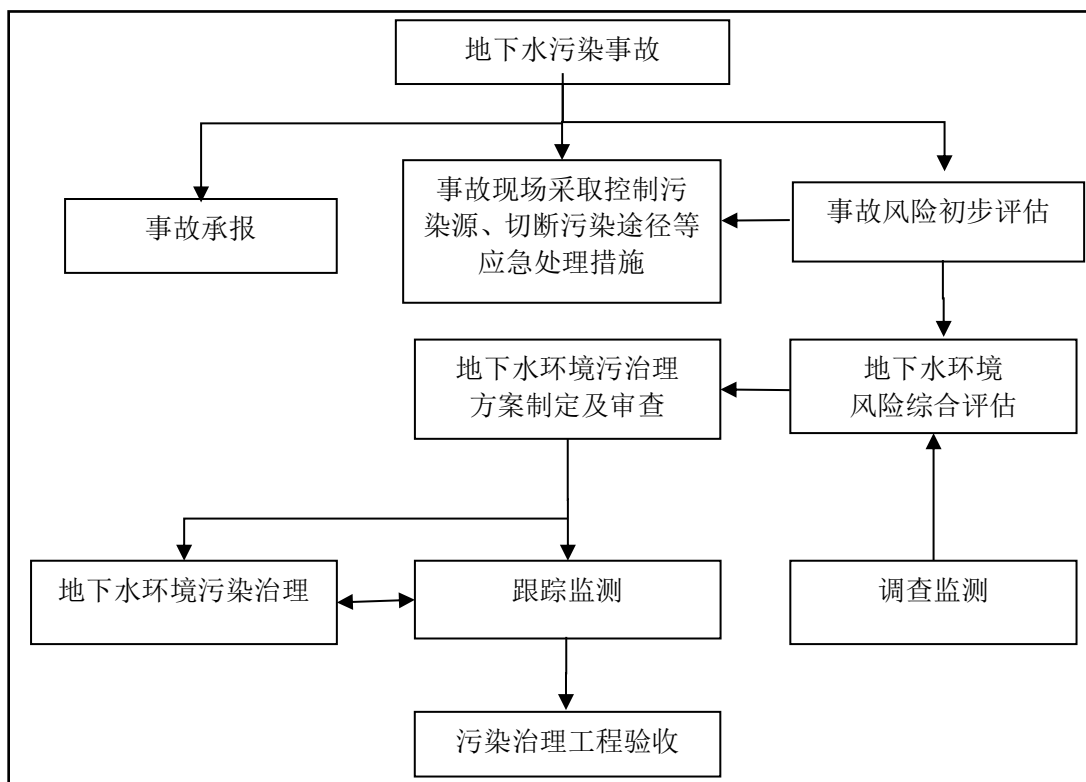 地下水污染事故
事故承报
事故现场采取控制污
染源、切断污染途径等
应急处理措施
事故风险初步评估
地下水环境污治理
方案制定及审查
地下水环境
风险综合评估
地下水环境污染治理
跟踪监测
调查监测
污染治理工程验收